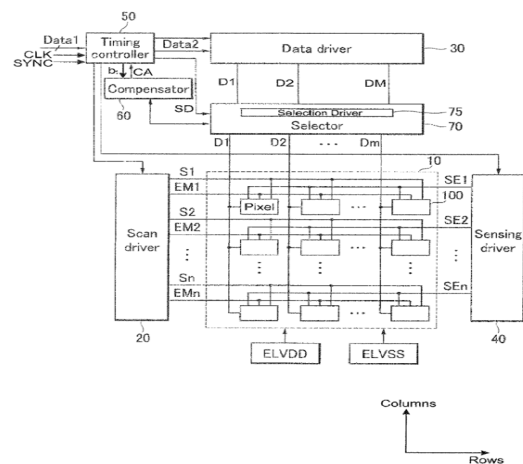 50
Data1
CLK
SYNC
Timing controller
Data2
Data driver
30
b
CA
Compensator
60
SD
D1 D2 DM
Selection Driver
75
Selector
70
D1 D2 ... Dm
10
Scan driver
20
S1
EM1
S2
EM2
Sn
EMn
Pixel
100
SE1
SE2
SEn
Sensing driver
40
ELVDD
ELVSS
Columns
Rows